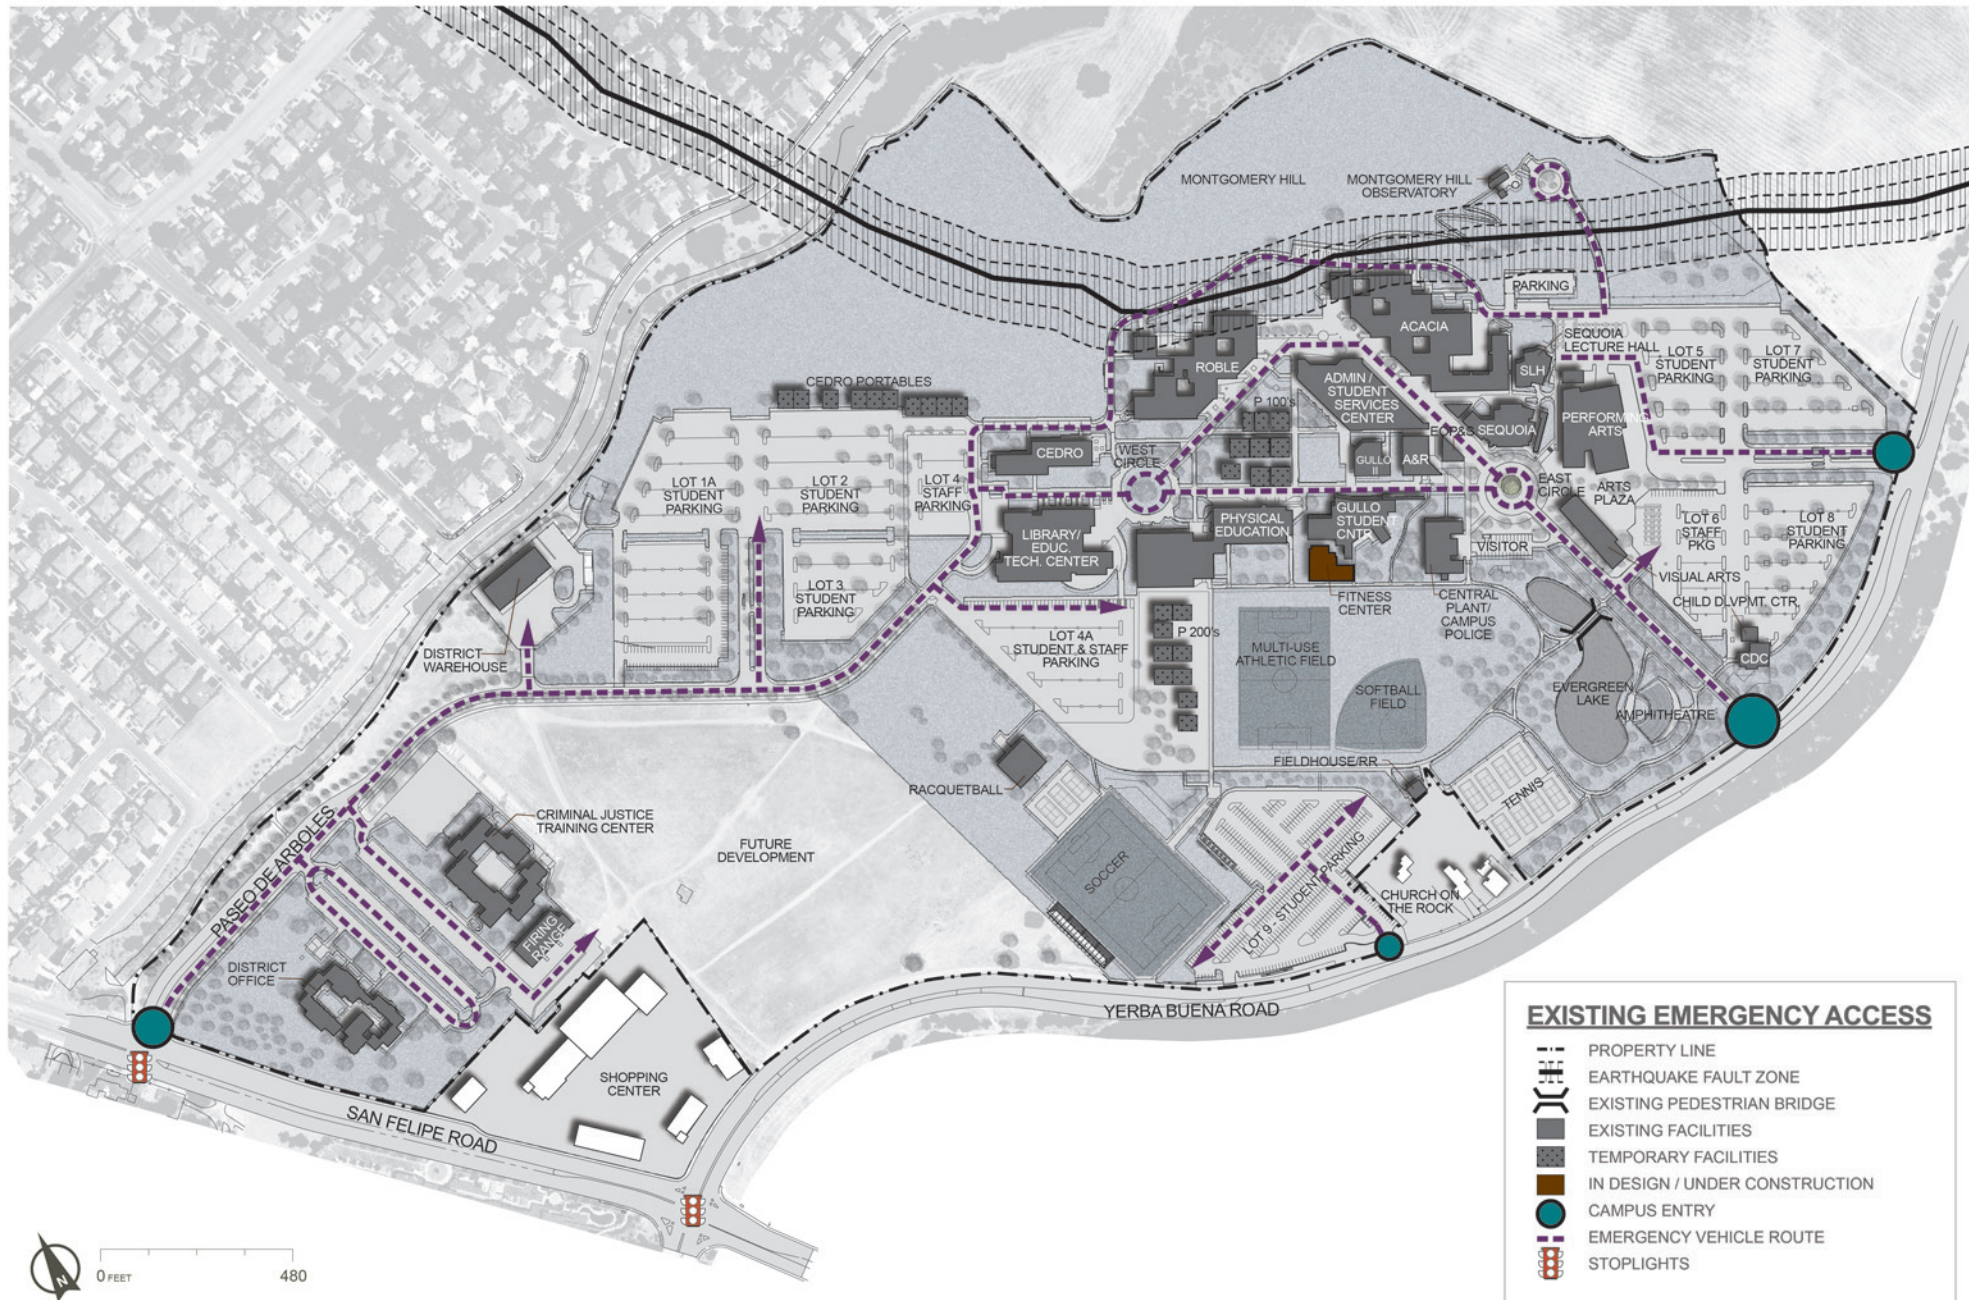 MONTGOMERY HILL
MONTGOMERY HILL
OBSERVATORY
PARKING
ACACIA
SEQUOIA
LECTURE HALL
LOT 5
STUDENT
PARKING
LOT 7
STUDENT
PARKING
ROBLE
SLH
CEDRO PORTABLES
ADMIN /
STUDENT
SERVICES
CENTER
P 100's
PERFORMING
ARTS
EOP&S
SEQUOIA
CEDRO
WEST
CIRCLE
GULLO
II
A&R
LOT 1A
STUDENT
PARKING
LOT 2
STUDENT
PARKING
LOT 4
STAFF
PARKING
EAST
CIRCLE
ARTS
PLAZA
LIBRARY/
EDUC.
TECH. CENTER
PHYSICAL
EDUCATION
GULLO
STUDENT
CNTR
VISITOR
LOT 6
STAFF
PKG
LOT 8
STUDENT
PARKING
LOT 3
STUDENT
PARKING
VISUAL ARTS
FITNESS
CENTER
CENTRAL
PLANT/
CAMPUS
POLICE
CHILD DLVPMT. CTR.
P 200's
LOT 4A
STUDENT & STAFF
PARKING
MULTI-USE
ATHLETIC FIELD
CDC
DISTRICT
WAREHOUSE
SOFTBALL
FIELD
EVERGREEN
LAKE
AMPHITHEATRE
FIELDHOUSE/RR
RACQUETBALL
TENNIS
CRIMINAL JUSTICE
TRAINING CENTER
FUTURE
DEVELOPMENT
PASEO DE ARBOLES
SOCCER
LOT 9 - STUDENT PARKING
CHURCH ON
THE ROCK
FIRING
RANGE
DISTRICT
OFFICE
YERBA BUENA ROAD
SHOPPING
CENTER
SAN FELIPE ROAD
EXISTING EMERGENCY ACCESS
PROPERTY LINE
EARTHQUAKE FAULT ZONE
EXISTING PEDESTRIAN BRIDGE
EXISTING FACILITIES
TEMPORARY FACILITIES
IN DESIGN / UNDER CONSTRUCTION
CAMPUS ENTRY
EMERGENCY VEHICLE ROUTE
STOPLIGHTS
N
0 FEET 480